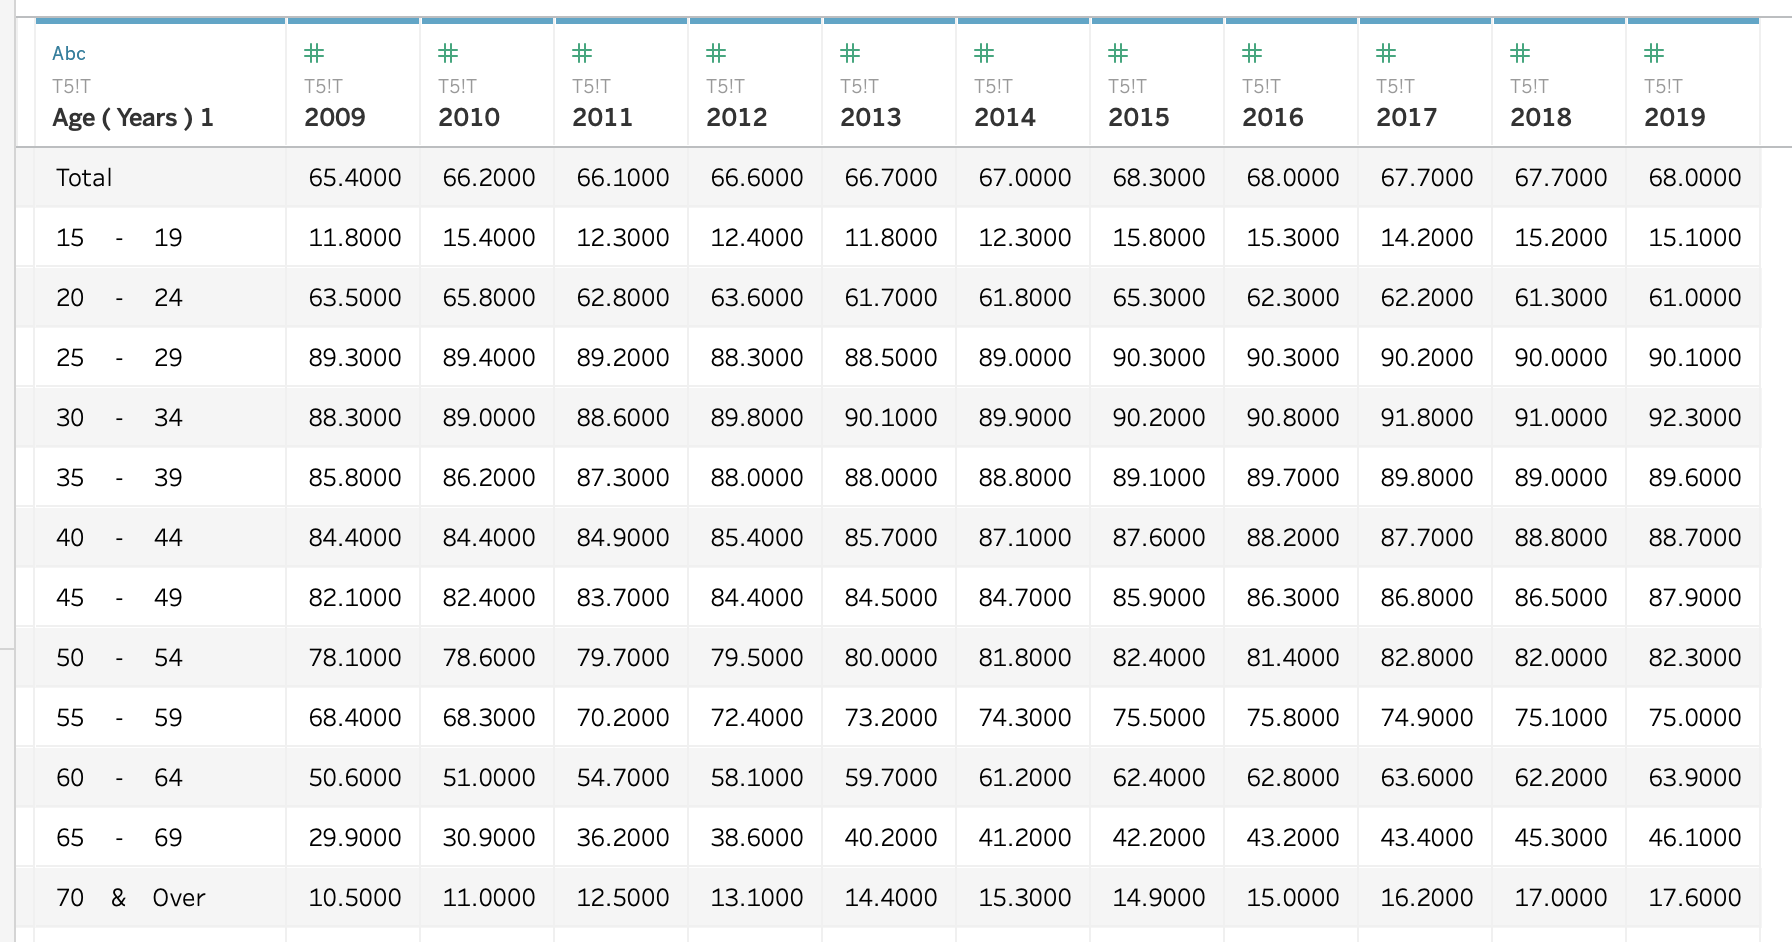 Abc # # # # # # # # # # #
T5!T T5!T T5!T T5!T T5!T T5!T T5!T T5!T T5!T T5!T T5!T T5!T
Age ( Years ) 1 2009 2010 2011 2012 2013 2014 2015 2016 2017 2018 2019
Total 65.4000 66.2000 66.1000 66.6000 66.7000 67.0000 68.3000 68.0000 67.7000 67.7000 68.0000
15 - 19 11.8000 15.4000 12.3000 12.4000 11.8000 12.3000 15.8000 15.3000 14.2000 15.2000 15.1000
20 - 24 63.5000 65.8000 62.8000 63.6000 61.7000 61.8000 65.3000 62.3000 62.2000 61.3000 61.0000
25 - 29 89.3000 89.4000 89.2000 88.3000 88.5000 89.0000 90.3000 90.3000 90.2000 90.0000 90.1000
30 - 34 88.3000 89.0000 88.6000 89.8000 90.1000 89.9000 90.2000 90.8000 91.8000 91.0000 92.3000
35 - 39 85.8000 86.2000 87.3000 88.0000 88.0000 88.8000 89.1000 89.7000 89.8000 89.0000 89.6000
40 - 44 84.4000 84.4000 84.9000 85.4000 85.7000 87.1000 87.6000 88.2000 87.7000 88.8000 88.7000
45 - 49 82.1000 82.4000 83.7000 84.4000 84.5000 84.7000 85.9000 86.3000 86.8000 86.5000 87.9000
50 - 54 78.1000 78.6000 79.7000 79.5000 80.0000 81.8000 82.4000 81.4000 82.8000 82.0000 82.3000
55 - 59 68.4000 68.3000 70.2000 72.4000 73.2000 74.3000 75.5000 75.8000 74.9000 75.1000 75.0000
60 - 64 50.6000 51.0000 54.7000 58.1000 59.7000 61.2000 62.4000 62.8000 63.6000 62.2000 63.9000
65 - 69 29.9000 30.9000 36.2000 38.6000 40.2000 41.2000 42.2000 43.2000 43.4000 45.3000 46.1000
70 & Over 10.5000 11.0000 12.5000 13.1000 14.4000 15.3000 14.9000 15.0000 16.2000 17.0000 17.6000